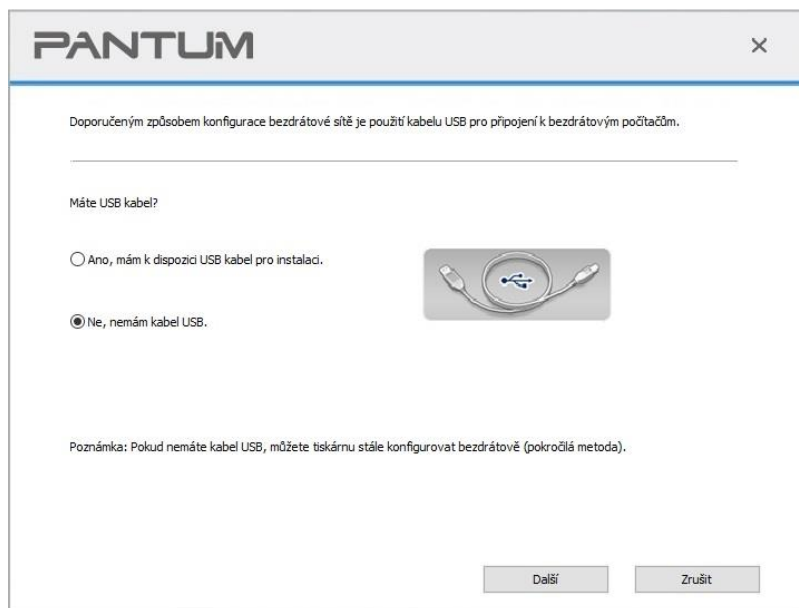 PANTUM
Doporučeným způsobem konfigurace bezdrátové sítě je použití kabelu USB pro připojení k bezdrátovým počítačům.
Máte USB kabel?
Ano, mám k dispozici USB kabel pro instalaci.
Ne, nemám kabel USB.
Poznámka: Pokud nemáte kabel USB, můžete tiskárnu stále konfigurovat bezdrátově (pokročilá metoda).
Další
Zrušit